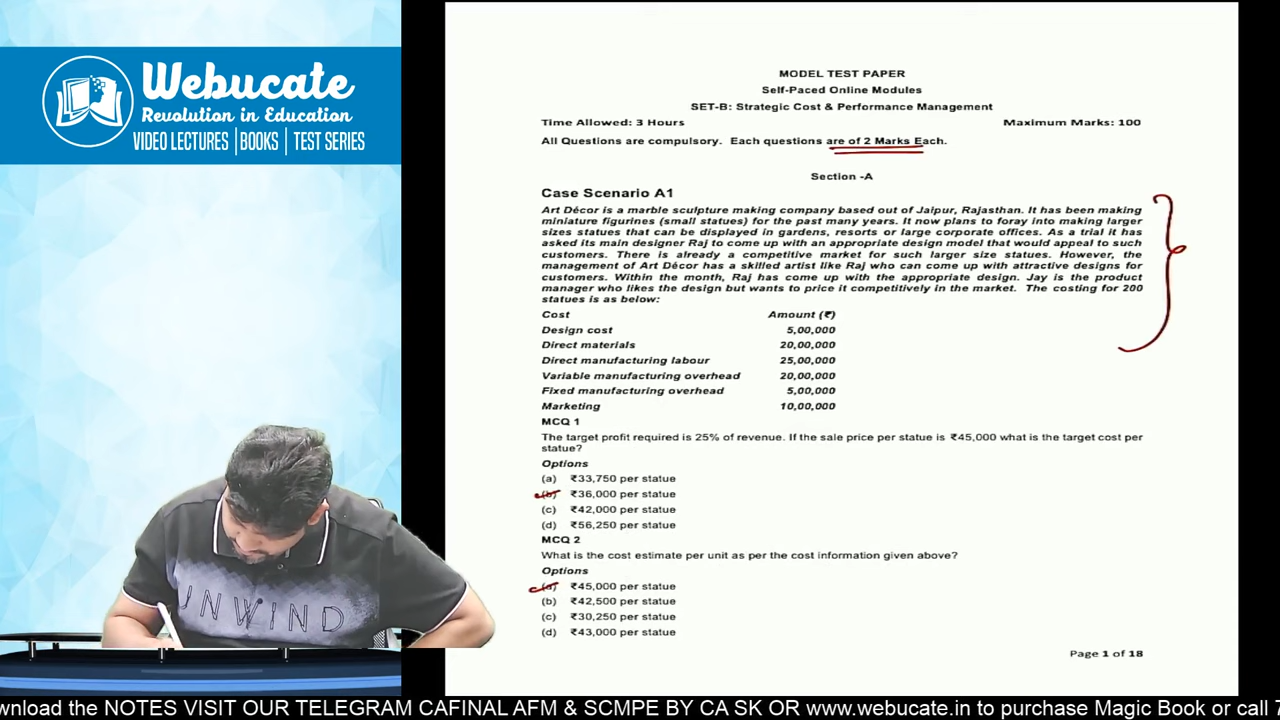 Webucate
Revolution in Education
VIDEO LECTURES | BOOKS | TEST SERIES
MODEL TEST PAPER
Self-Paced Online Modules
SET-B: Strategic Cost & Performance Management
Time Allowed: 3 Hours Maximum Marks: 100
All Questions are compulsory. Each questions are of 2 Marks Each.
Section -A
Case Scenario A1
Art Décor is a marble sculpture making company based out of Jaipur, Rajasthan. It has been making
miniature figurines (small statues) for the past many years. It now plans to foray into making larger
sizes statues that can be displayed in gardens, resorts or large corporate offices. As a trial it has
asked its main designer Raj to come up with an appropriate design model that would appeal to such
customers. There is already a competitive market for such larger size statues. However, the
management of Art Décor has a skilled artist like Raj who can come up with attractive designs for
customers. Within the month, Raj has come up with the appropriate design. Jay is the product
manager who likes the design but wants to price it competitively in the market. The costing for 200
statues is as below:
Cost Amount (₹)
Design cost 5,00,000
Direct materials 20,00,000
Direct manufacturing labour 25,00,000
Variable manufacturing overhead 20,00,000
Fixed manufacturing overhead 5,00,000
Marketing 10,00,000
MCQ 1
The target profit required is 25% of revenue. If the sale price per statue is ₹45,000 what is the target cost per
statue?
Options
(a) ₹33,750 per statue
(b) ₹36,000 per statue
(c) ₹42,000 per statue
(d) ₹56,250 per statue
MCQ 2
What is the cost estimate per unit as per the cost information given above?
Options
(a) ₹45,000 per statue
(b) ₹42,500 per statue
(c) ₹30,250 per statue
(d) ₹43,000 per statue
Page 1 of 18
UNWIND
wnload the NOTES VISIT OUR TELEGRAM CAFINAL AFM & SCMPE BY CA SK OR www.webucate.in to purchase Magic Book or call 7